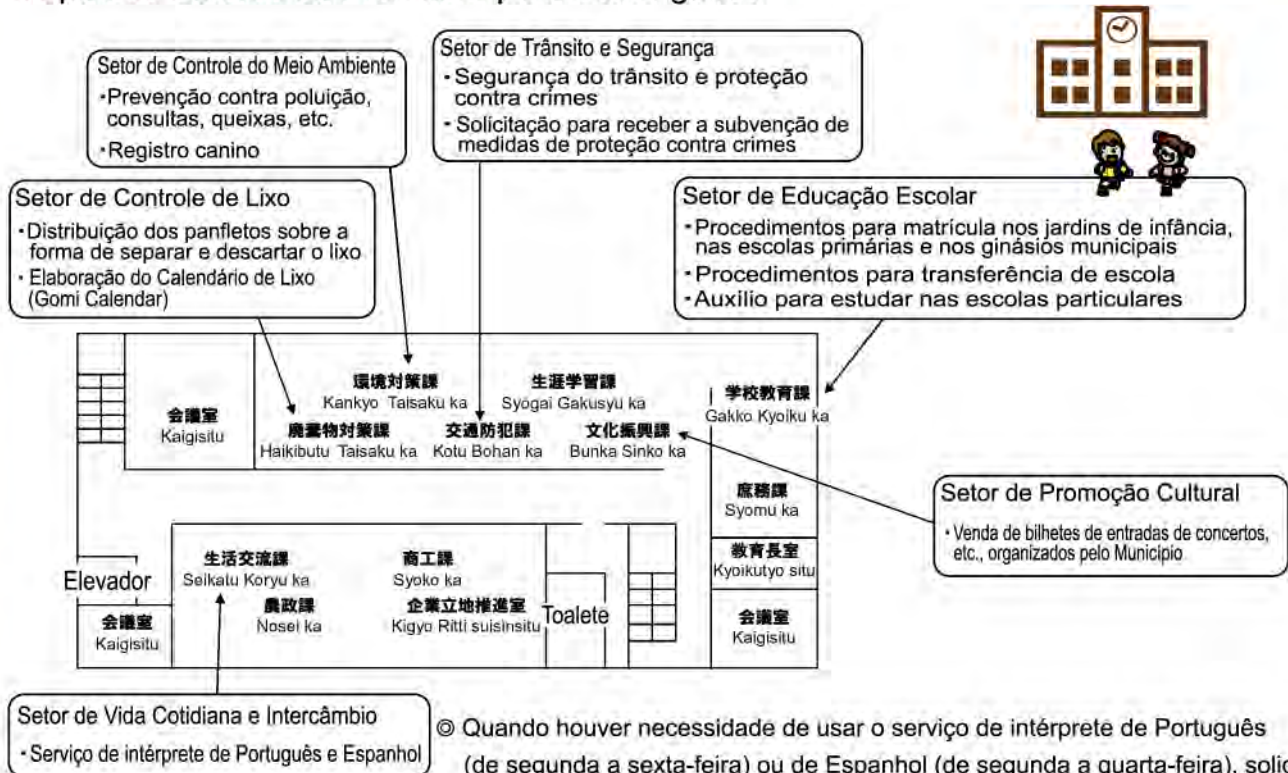 Setor de Controle do Meio Ambiente
・Prevenção contra poluição,
consultas, queixas, etc.
・Registro canino
Setor de Trânsito e Segurança
・Segurança do trânsito e proteção
contra crimes
・Solicitação para receber a subvenção de
medidas de proteção contra crimes
Setor de Controle de Lixo
・Distribuição dos panfletos sobre a
forma de separar e descartar o lixo
・Elaboração do Calendário de Lixo
(Gomi Calendar)
Setor de Educação Escolar
・Procedimentos para matrícula nos jardins de infância,
nas escolas primárias e nos ginásios municipais
・Procedimentos para transferência de escola
・Auxilio para estudar nas escolas particulares
環境対策課
Kankyo Taisaku ka
生涯学習課
Syogai Gakusyu ka
学校教育課
Gakko Kyoiku ka
会議室
Kaigisitu
廃棄物対策課
Haikibutu Taisaku ka
交通防犯課
Kotu Bohan ka
文化振興課
Bunka Sinko ka
庶務課
Syomu ka
Setor de Promoção Cultural
・Venda de bilhetes de entradas de concertos,
etc., organizados pelo Município
教育長室
Kyoikutyo situ
生活交流課
Seikatu Koryu ka
商工課
Syoko ka
Elevador
農政課
Nosei ka
企業立地推進室
Kigyo Ritti suisinsitu
Toalete
会議室
Kaigisitu
会議室
Kaigisitu
Setor de Vida Cotidiana e Intercâmbio
・Serviço de intérprete de Português e Espanhol
◎ Quando houver necessidade de usar o serviço de intérprete de Português
(de segunda a sexta-feira) ou de Espanhol (de segunda a quarta-feira),